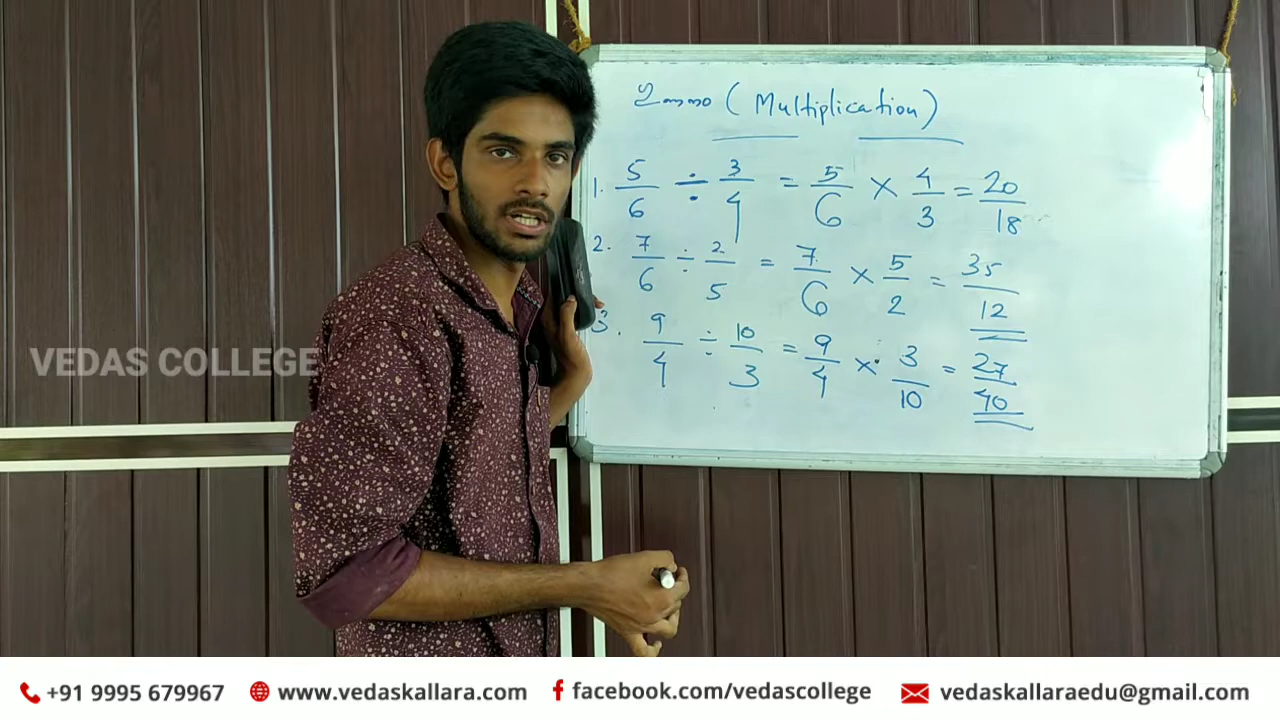 ഗുണനം ( Multiplication )
1. 5/6 ÷ 3/4 = 5/6 × 4/3 = 20/18
2. 7/6 ÷ 2/5 = 7/6 × 5/2 = 35/12
3. 9/4 ÷ 10/3 = 9/4 × 3/10 = 27/40
VEDAS COLLEGE
+91 9995 679967 www.vedaskallara.com facebook.com/vedascollege vedaskallaraedu@gmail.com